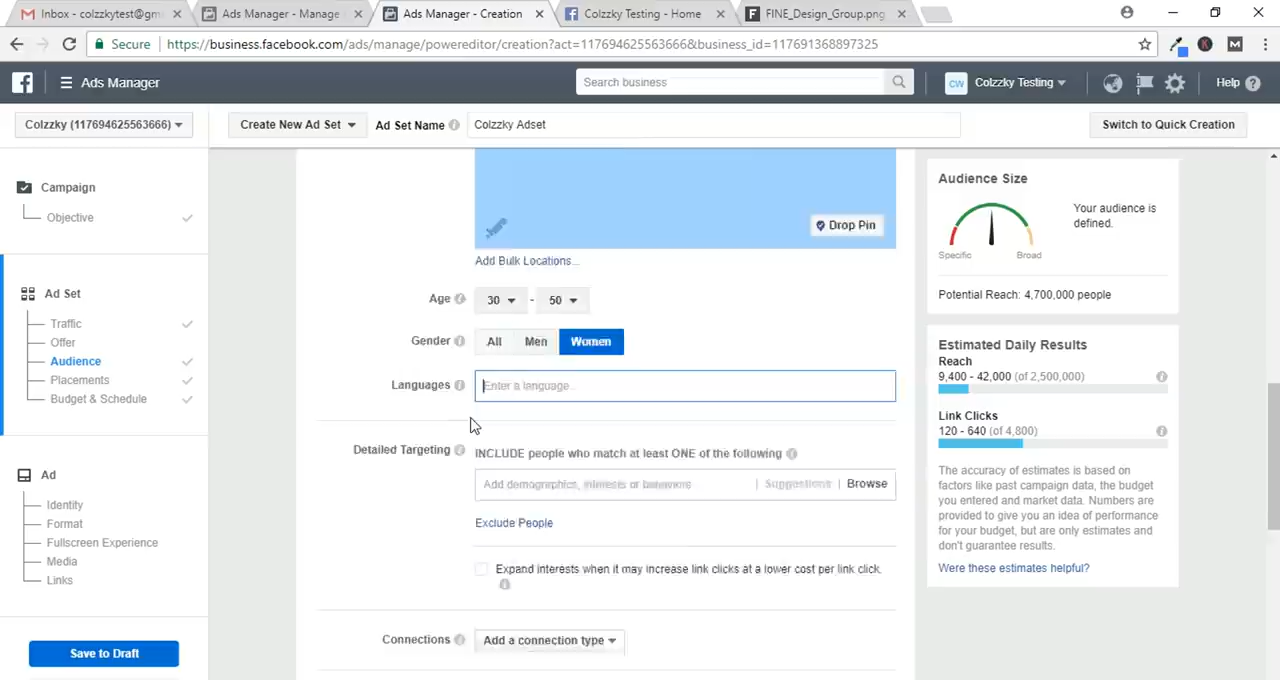 Inbox - colzzkytest@gm
Ads Manager - Manage
Ads Manager - Creation
Colzzky Testing - Home
FINE_Design_Group.png
Secure
https://business.facebook.com/ads/manage/powereditor/creation?act=117694625563666&business_id=117691368897325
Ads Manager
Search business
CW
Colzzky Testing
Help
Colzzky (117694625563666)
Create New Ad Set
Ad Set Name
Colzzky Adset
Switch to Quick Creation
Campaign
Objective
Ad Set
Traffic
Offer
Audience
Placements
Budget & Schedule
Ad
Identity
Format
Fullscreen Experience
Media
Links
Save to Draft
Drop Pin
Add Bulk Locations...
Age
30 - 50
Gender
All Men Women
Languages
Enter a language...
Detailed Targeting
INCLUDE people who match at least ONE of the following
Add demographics, interests or behaviors | Suggestions | Browse
Exclude People
Expand interests when it may increase link clicks at a lower cost per link click.
Connections
Add a connection type
Audience Size
Your audience is
defined.
Specific
Broad
Potential Reach: 4,700,000 people
Estimated Daily Results
Reach
9,400 - 42,000 (of 2,500,000)
Link Clicks
120 - 640 (of 4,800)
The accuracy of estimates is based on
factors like past campaign data, the budget
you entered and market data. Numbers are
provided to give you an idea of performance
for your budget, but are only estimates and
don't guarantee results.
Were these estimates helpful?